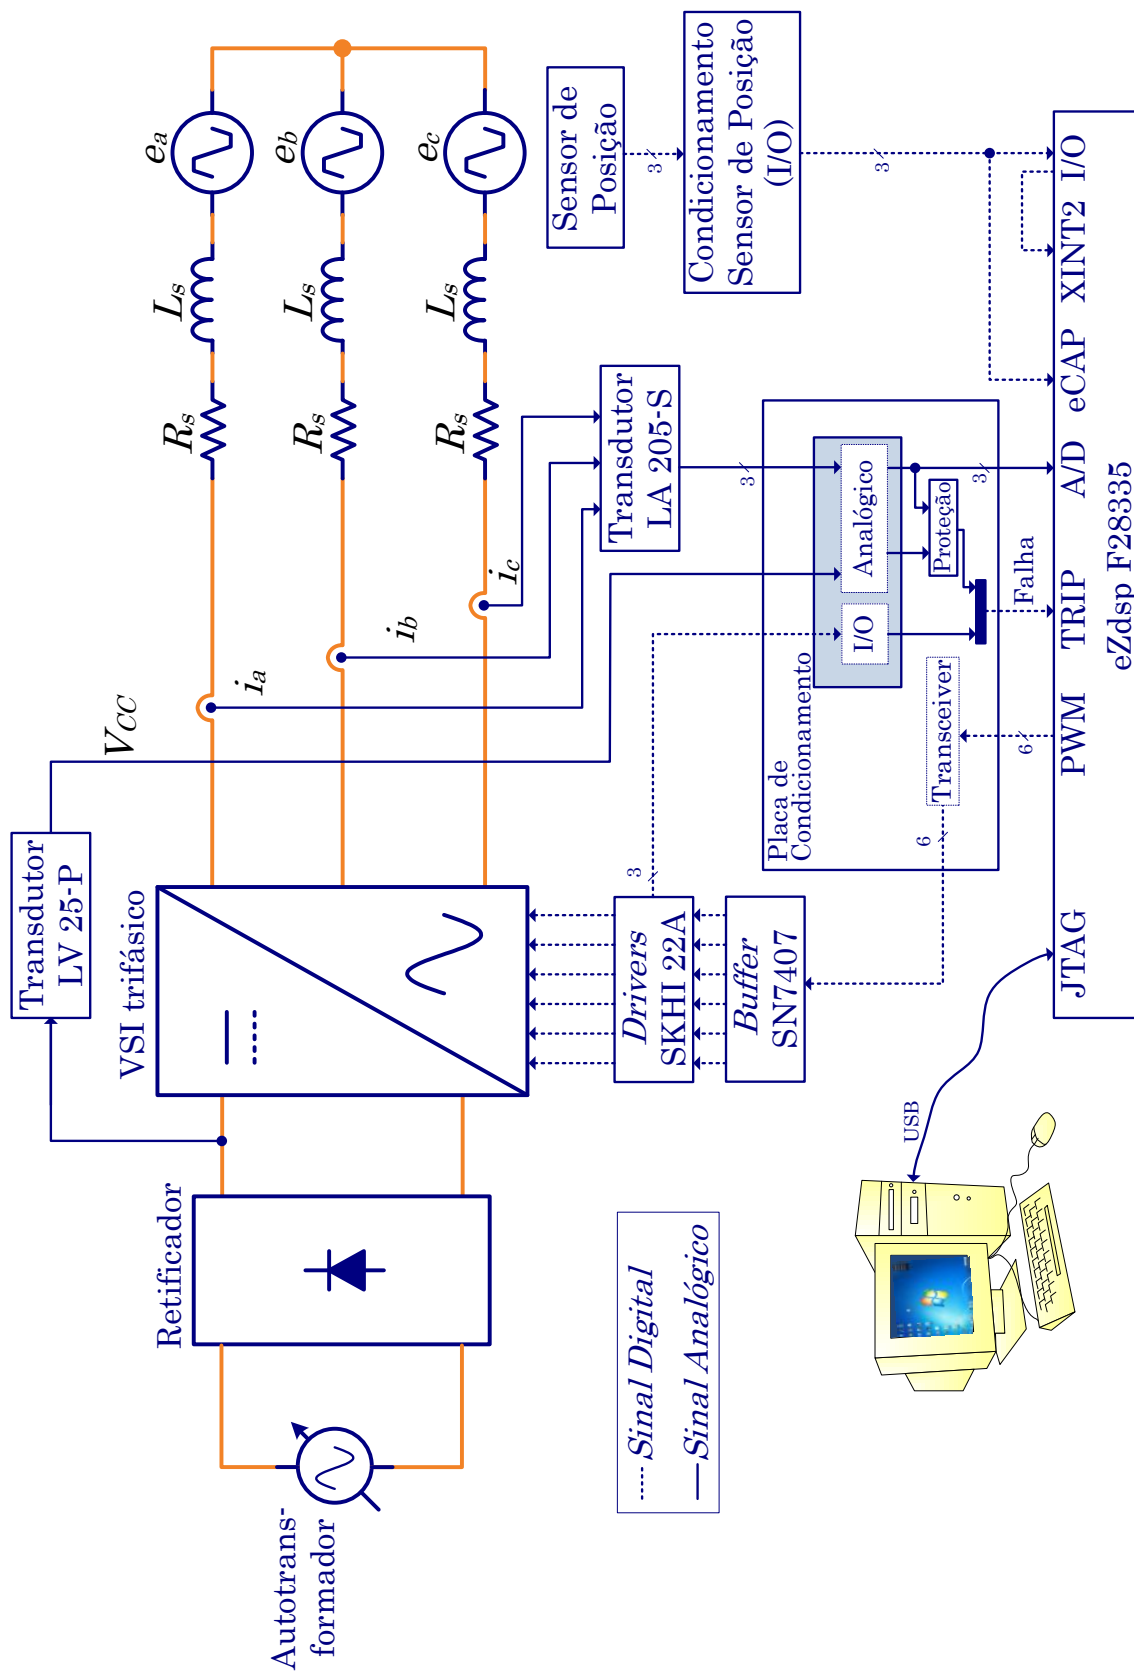 Autotrans-
formador
Retificador
VSI trifásico
Transdutor
LV 25-P
V_CC
i_a
i_b
i_c
R_s
L_s
e_a
R_s
L_s
e_b
R_s
L_s
e_c
Sensor de
Posição
3
Condicionamento
Sensor de Posição
(I/O)
3
Transdutor
LA 205-S
3
Drivers
SKHI 22A
3
Buffer
SN7407
Placa de
Condicionamento
I/O
Analógico
Proteção
Transceiver
6
6
Falha
3
JTAG
PWM
TRIP
A/D
eCAP
XINT2
I/O
eZdsp F28335
USB
Sinal Digital
Sinal Analógico